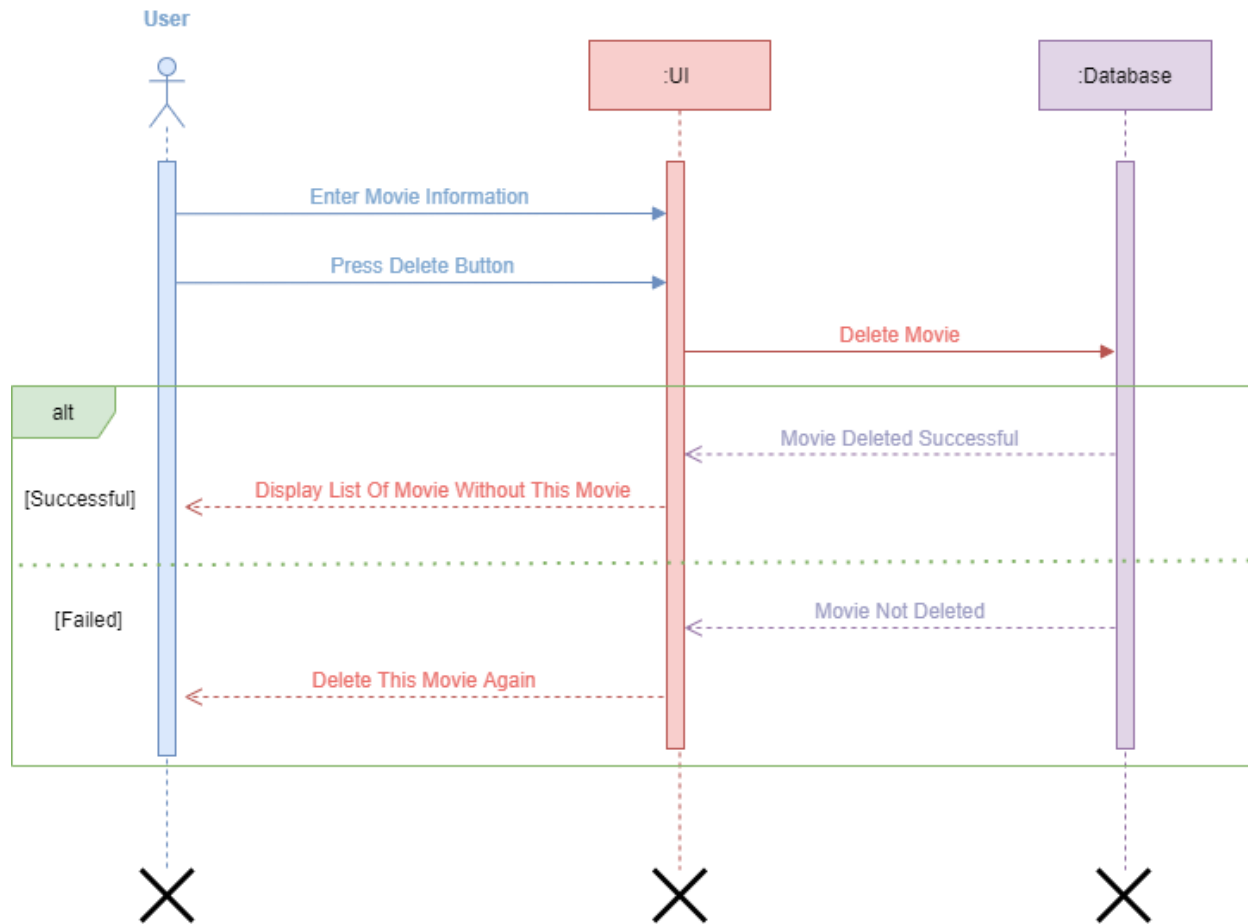 User
:UI
:Database
Enter Movie Information
Press Delete Button
Delete Movie
alt
Movie Deleted Successful
[Successful]
Display List Of Movie Without This Movie
[Failed]
Movie Not Deleted
Delete This Movie Again